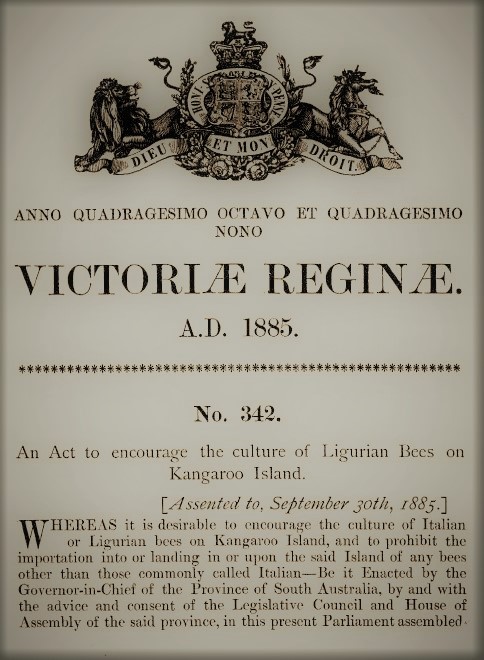 HONI SOIT QUI MAL Y PENSE
DIEU ET MON DROIT
ANNO QUADRAGESIMO OCTAVO ET QUADRAGESIMO
NONO
VICTORIÆ REGINÆ.
A.D. 1885.
********************************************************
No. 342.
An Act to encourage the culture of Ligurian Bees on
Kangaroo Island.
[Assented to, September 30th, 1885.]
WHEREAS it is desirable to encourage the culture of Italian
or Ligurian bees on Kangaroo Island, and to prohibit the
importation into or landing in or upon the said Island of any bees
other than those commonly called Italian—Be it Enacted by the
Governor-in-Chief of the Province of South Australia, by and with
the advice and consent of the Legislative Council and House of
Assembly of the said province, in this present Parliament assembled